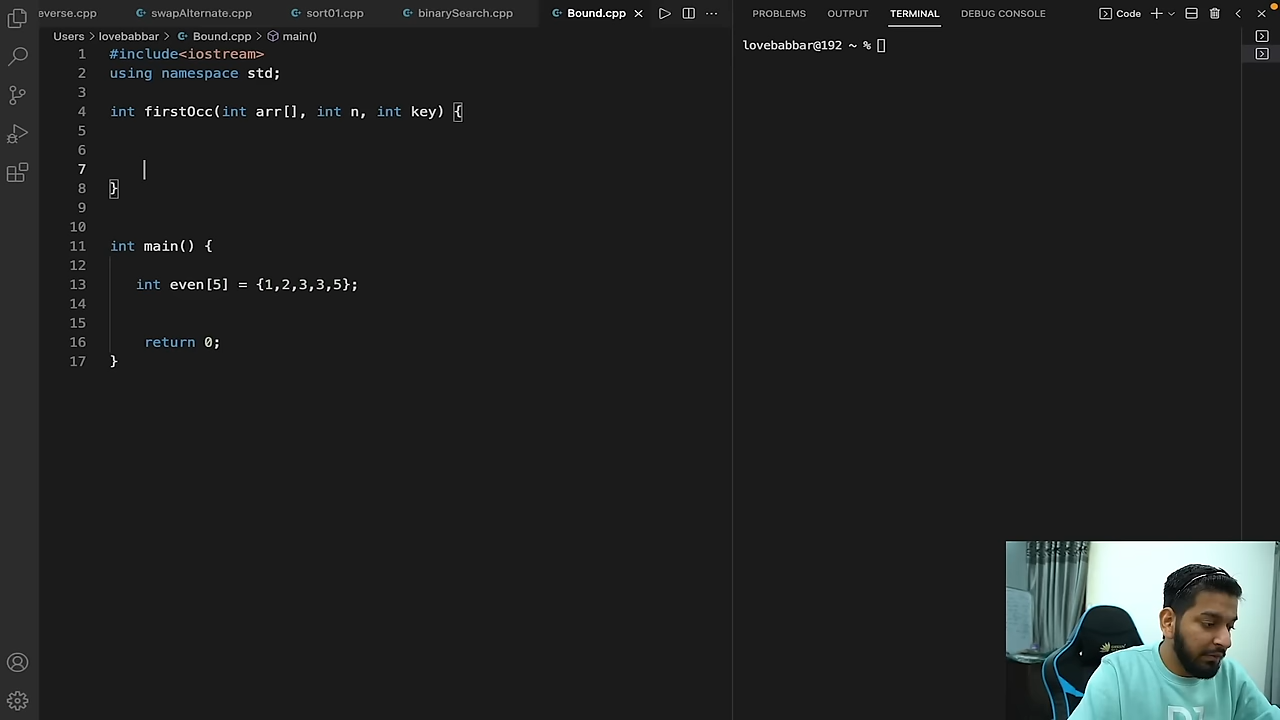 everse.cpp swapAlternate.cpp sort01.cpp binarySearch.cpp Bound.cpp
Users > lovebabbar > Bound.cpp > main()
1 #include<iostream>
2 using namespace std;
3
4 int firstOcc(int arr[], int n, int key) {
5
6
7
8 }
9
10
11 int main() {
12
13 int even[5] = {1,2,3,3,5};
14
15
16 return 0;
17 }
PROBLEMS OUTPUT TERMINAL DEBUG CONSOLE Code
lovebabbar@192 ~ %